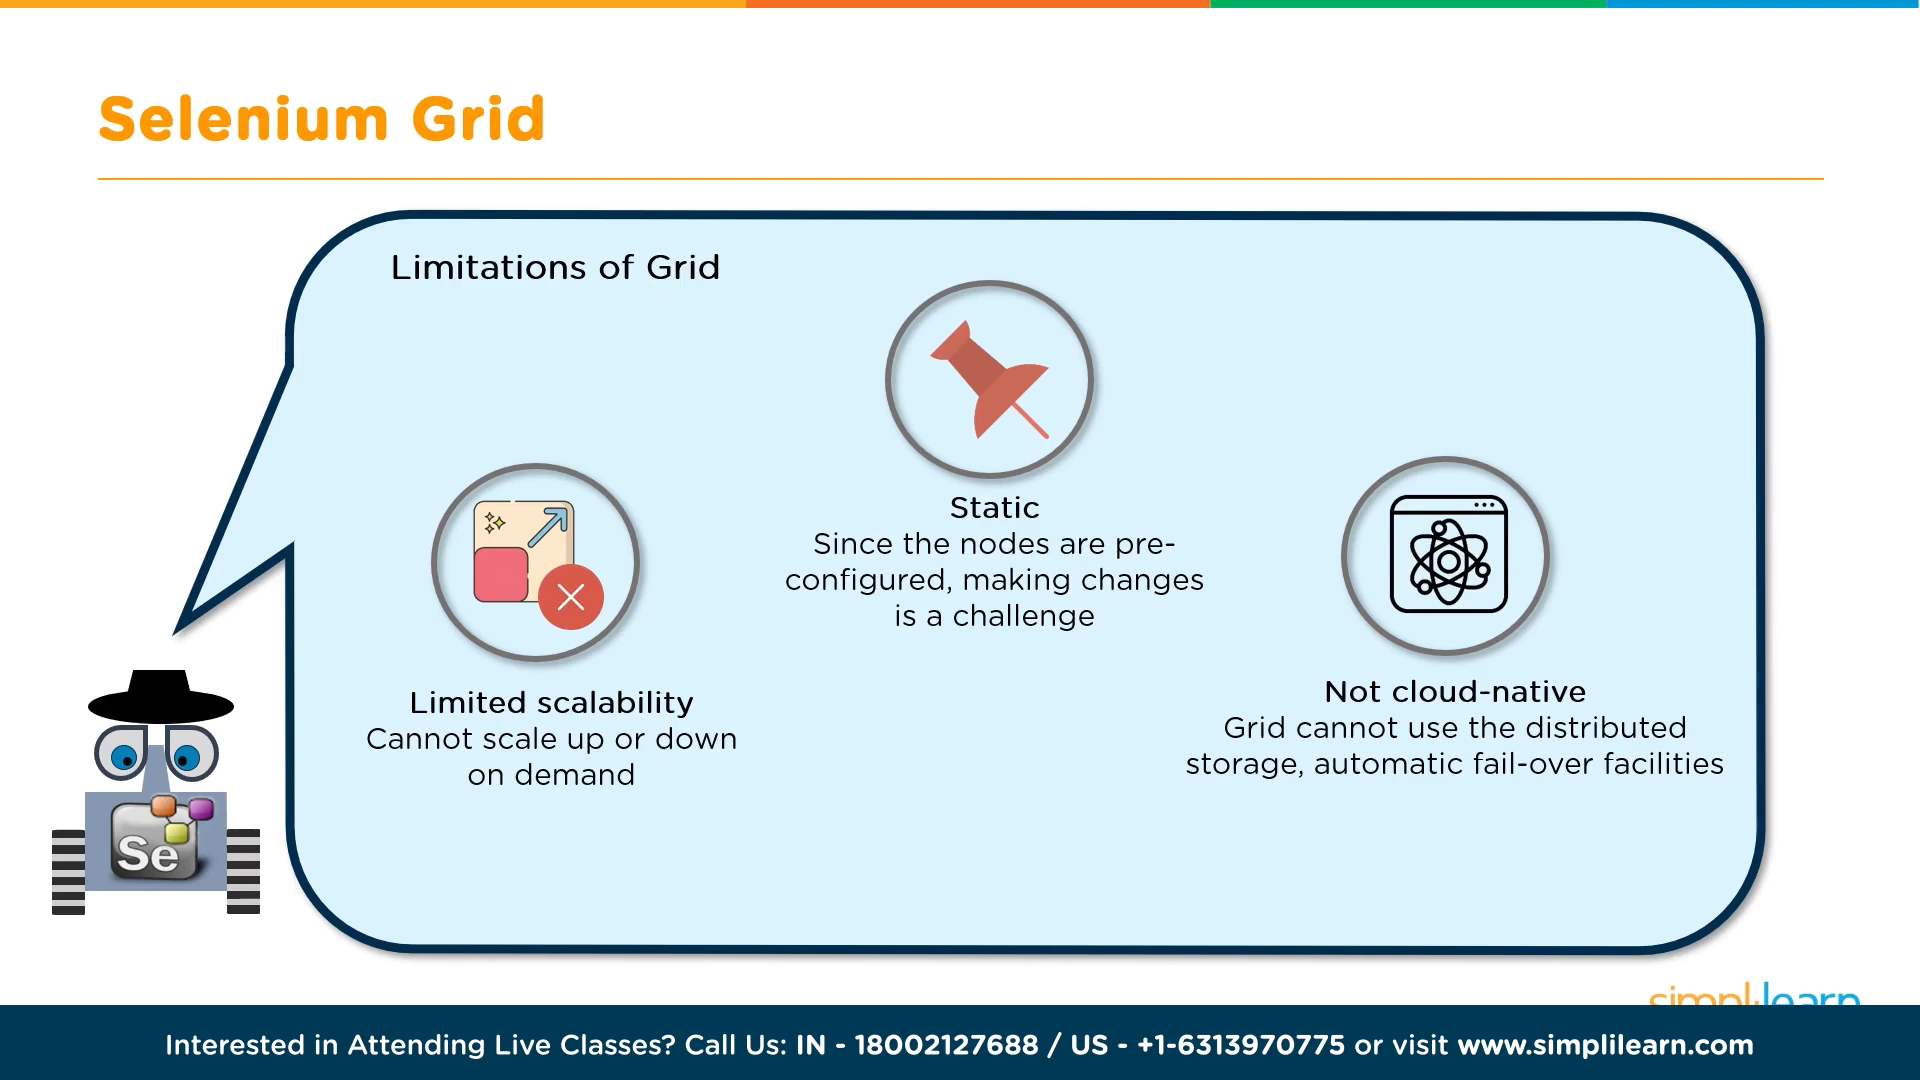 Selenium Grid
Limitations of Grid
Static
Since the nodes are pre-
configured, making changes
is a challenge
Limited scalability
Cannot scale up or down
on demand
Not cloud-native
Grid cannot use the distributed
storage, automatic fail-over facilities
Se
simplilearn
Interested in Attending Live Classes? Call Us: IN - 18002127688 / US - +1-6313970775 or visit www.simplilearn.com